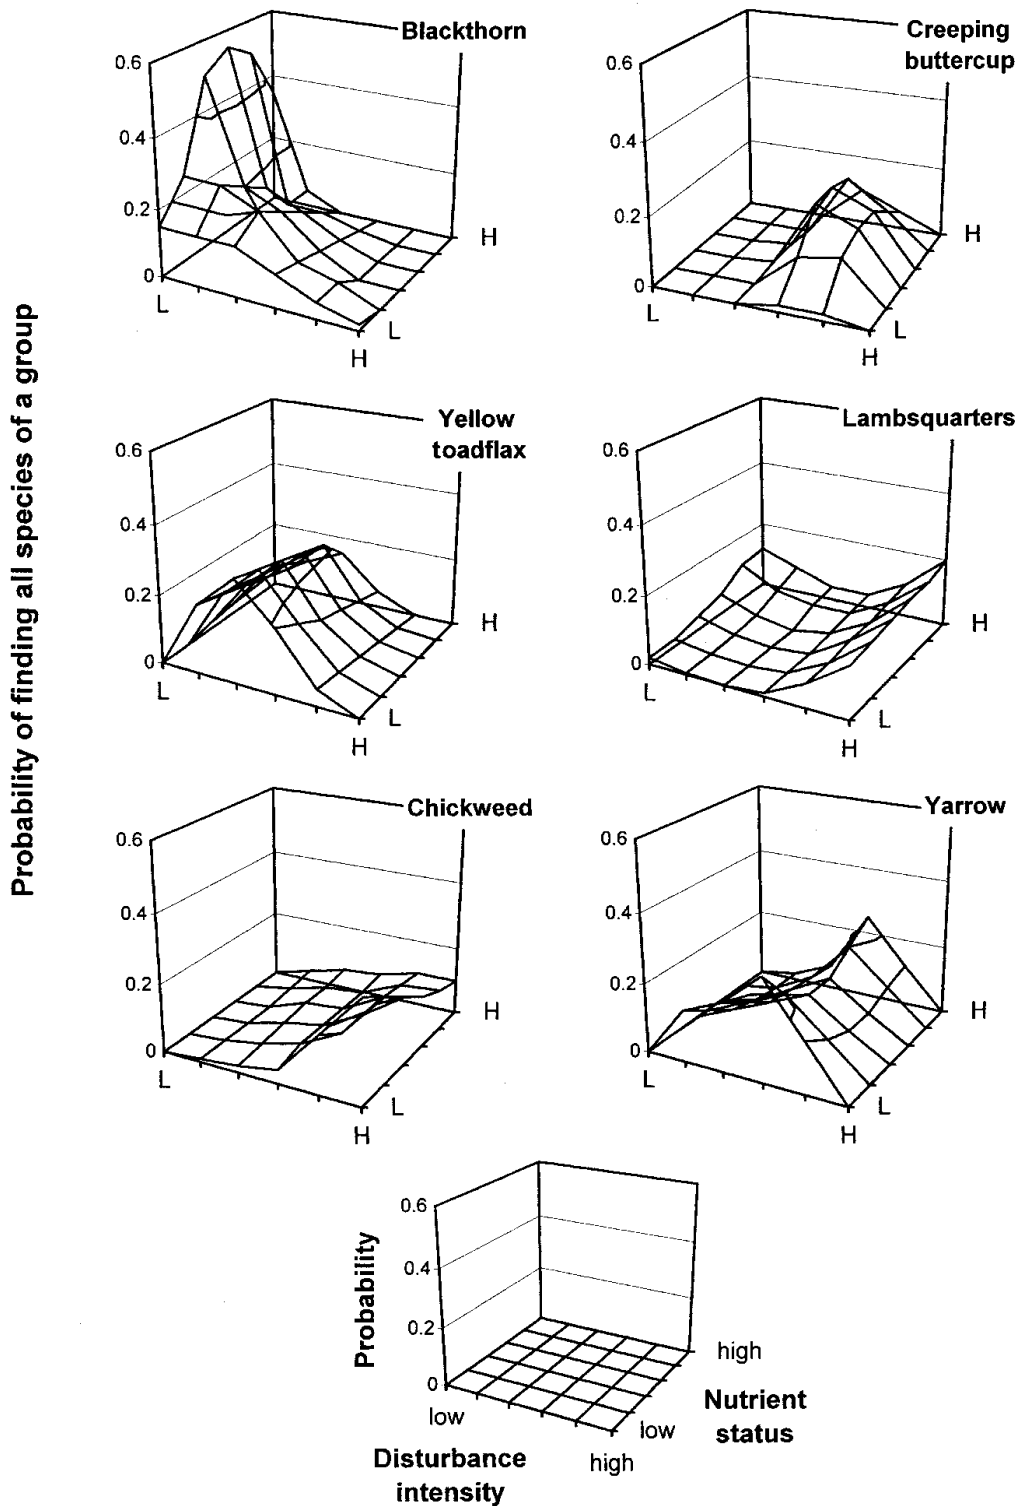 Probability of finding all species of a group
Blackthorn
0.6
0.4
0.2
0
L
H
L
H
Creeping
buttercup
0.6
0.4
0.2
0
L
H
L
H
Yellow
toadflax
0.6
0.4
0.2
0
L
H
L
H
Lambsquarters
0.6
0.4
0.2
0
L
H
L
H
Chickweed
0.6
0.4
0.2
0
L
H
L
H
Yarrow
0.6
0.4
0.2
0
L
H
L
H
Probability
0.6
0.4
0.2
0
low
high
Disturbance
intensity
low
high
Nutrient
status